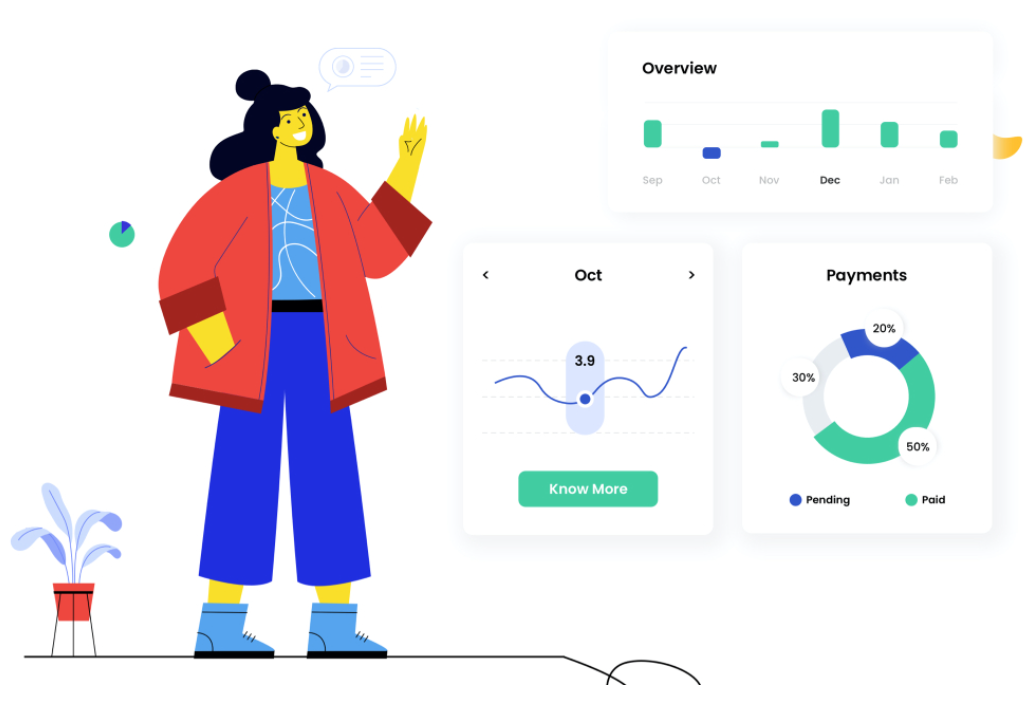 Overview
Sep Oct Nov Dec Jan Feb
< Oct >
3.9
Know More
Payments
20%
30%
50%
Pending Paid